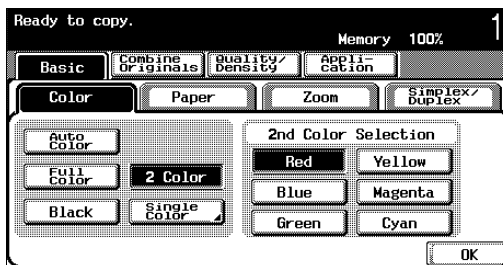 Ready to copy.
1
Memory 100%
Basic
Combine
Originals
Quality/
Density
Appli-
cation
Color
Paper
Zoom
Simplex/
Duplex
Auto
Color
Full
Color
2 Color
Black
Single
Color
2nd Color Selection
Red
Yellow
Blue
Magenta
Green
Cyan
OK